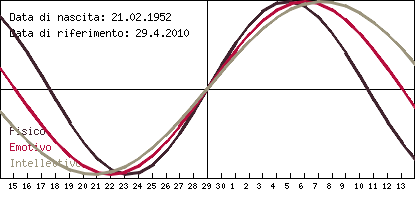 Data di nascita: 21.02.1952
Data di riferimento: 29.4.2010
Fisico
Emotivo
Intellettivo
15 16 17 18 19 20 21 22 23 24 25 26 27 28 29 30 1 2 3 4 5 6 7 8 9 10 11 12 13